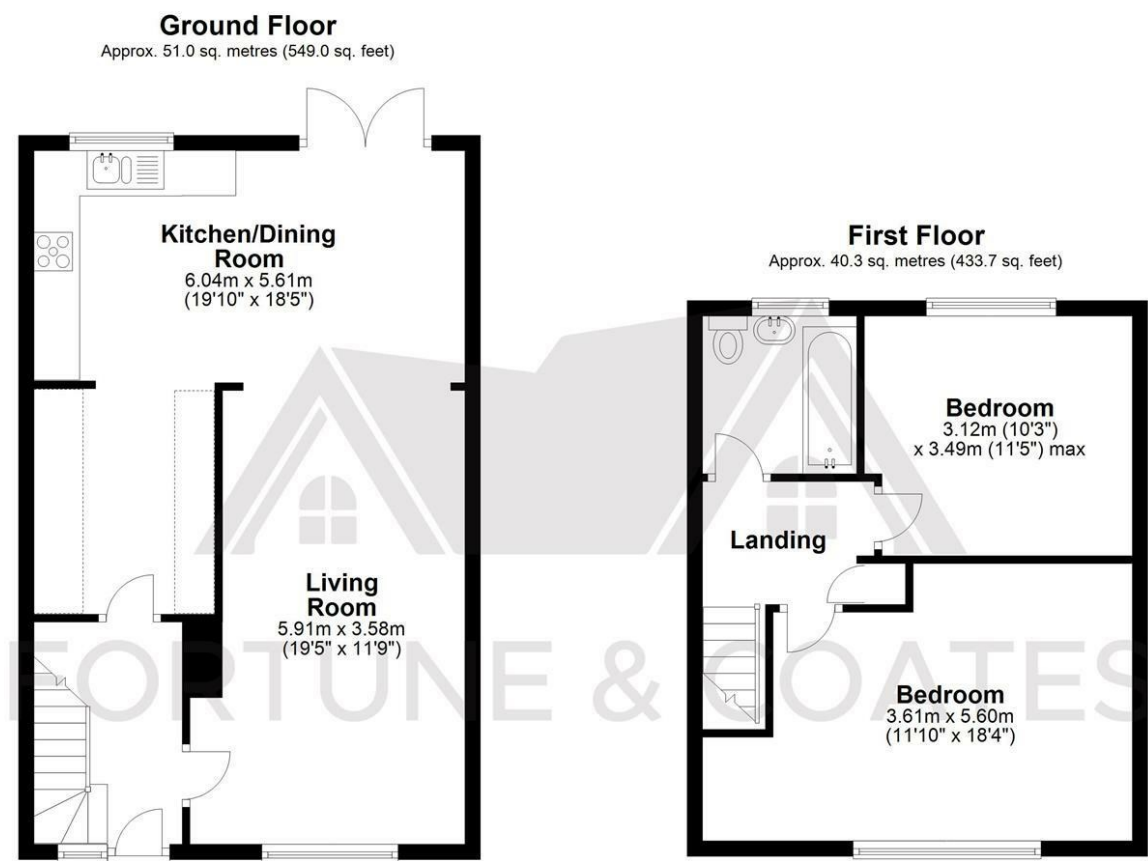 Ground Floor
Approx. 51.0 sq. metres (549.0 sq. feet)
Kitchen/Dining
Room
6.04m x 5.61m
(19'10" x 18'5")
Living
Room
5.91m x 3.58m
(19'5" x 11'9")
First Floor
Approx. 40.3 sq. metres (433.7 sq. feet)
Bedroom
3.12m (10'3")
x 3.49m (11'5") max
Landing
Bedroom
3.61m x 5.60m
(11'10" x 18'4")
FORTUNE & COATES